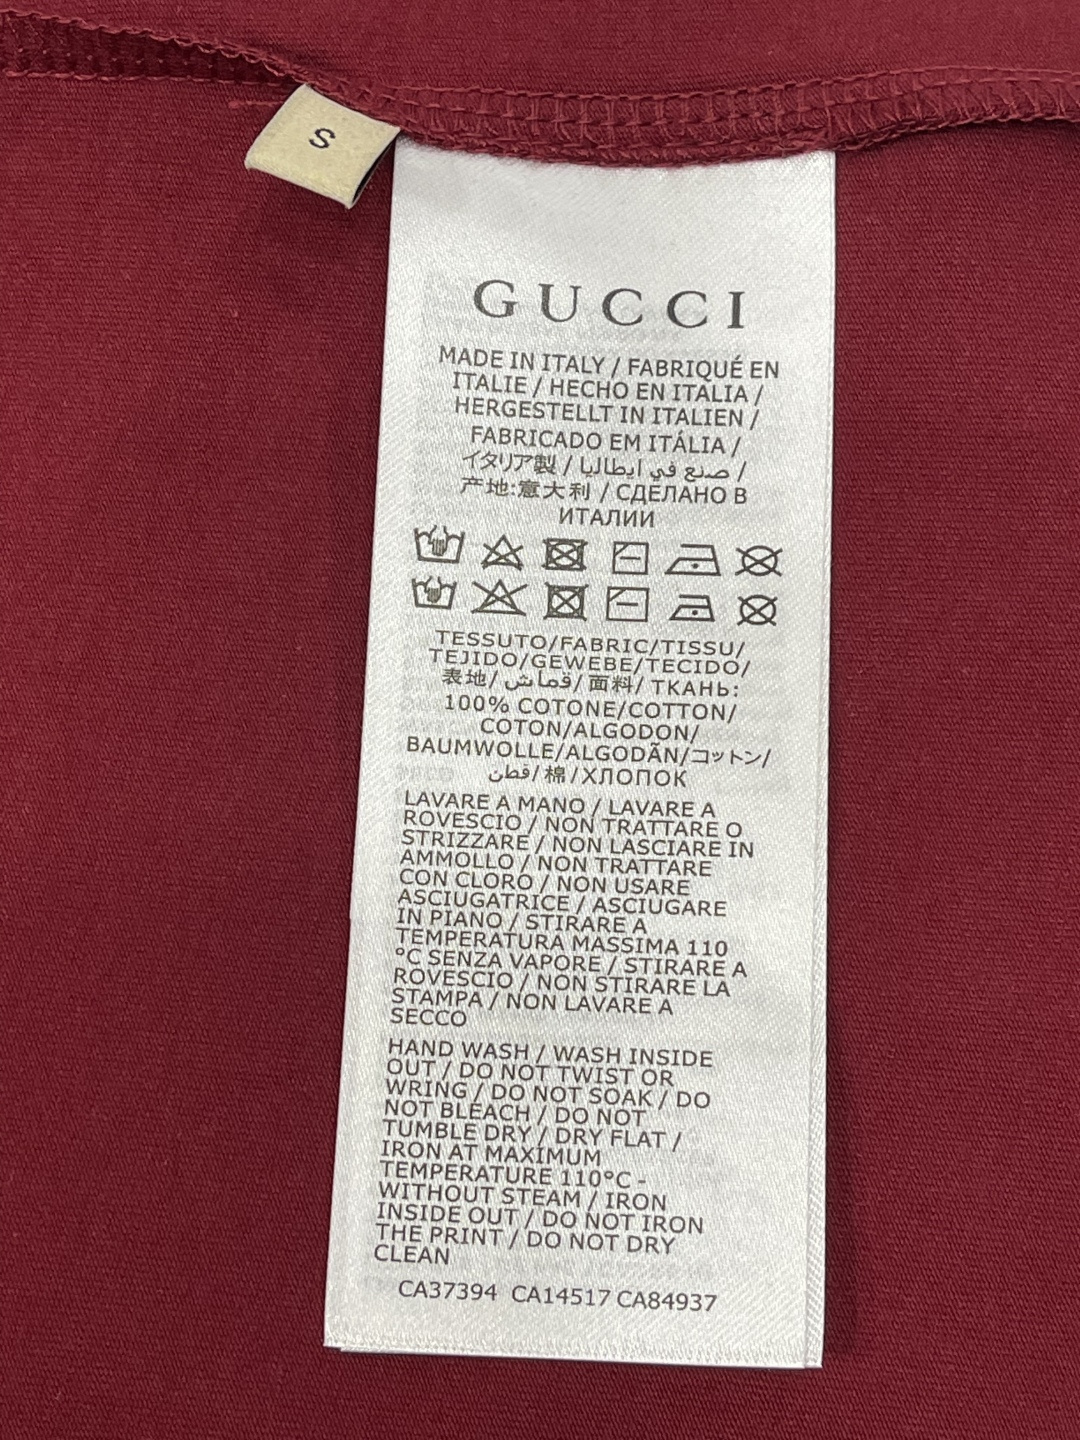 S
GUCCI
MADE IN ITALY / FABRIQUÉ EN
ITALIE / HECHO EN ITALIA /
HERGESTELLT IN ITALIEN /
FABRICADO EM ITÁLIA /
イタリア製 / صنع في ايطاليا /
产地:意大利 / СДЕЛАНО В
ИТАЛИИ
TESSUTO/FABRIC/TISSU/
TEJIDO/GEWEBE/TECIDO/
表地/ قماش/ 面料/ ТКАНЬ:
100% COTONE/COTTON/
COTON/ALGODON/
BAUMWOLLE/ALGODÃN/コットン/
قطن/棉/ХЛОПОК
LAVARE A MANO / LAVARE A
ROVESCIO / NON TRATTARE O
STRIZZARE / NON LASCIARE IN
AMMOLLO / NON TRATTARE
CON CLORO / NON USARE
ASCIUGATRICE / ASCIUGARE
IN PIANO / STIRARE A
TEMPERATURA MASSIMA 110
°C SENZA VAPORE / STIRARE A
ROVESCIO / NON STIRARE LA
STAMPA / NON LAVARE A
SECCO
HAND WASH / WASH INSIDE
OUT / DO NOT TWIST OR
WRING / DO NOT SOAK / DO
NOT BLEACH / DO NOT
TUMBLE DRY / DRY FLAT /
IRON AT MAXIMUM
TEMPERATURE 110°C -
WITHOUT STEAM / IRON
INSIDE OUT / DO NOT IRON
THE PRINT / DO NOT DRY
CLEAN
CA37394 CA14517 CA84937